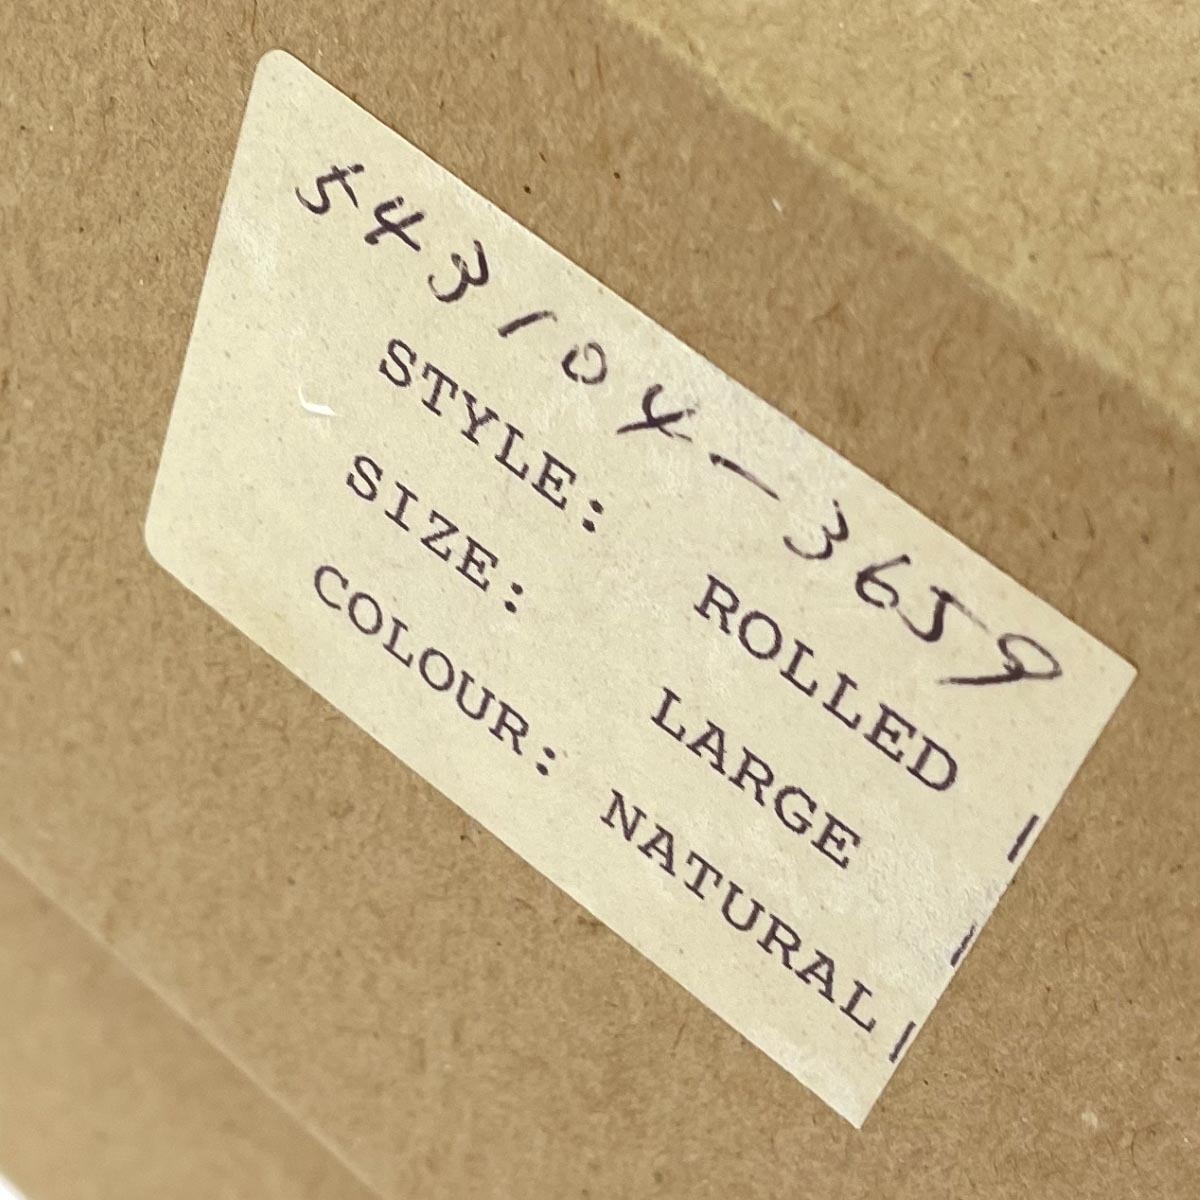 543104-3659
STYLE: ROLLED
SIZE: LARGE
COLOUR: NATURAL